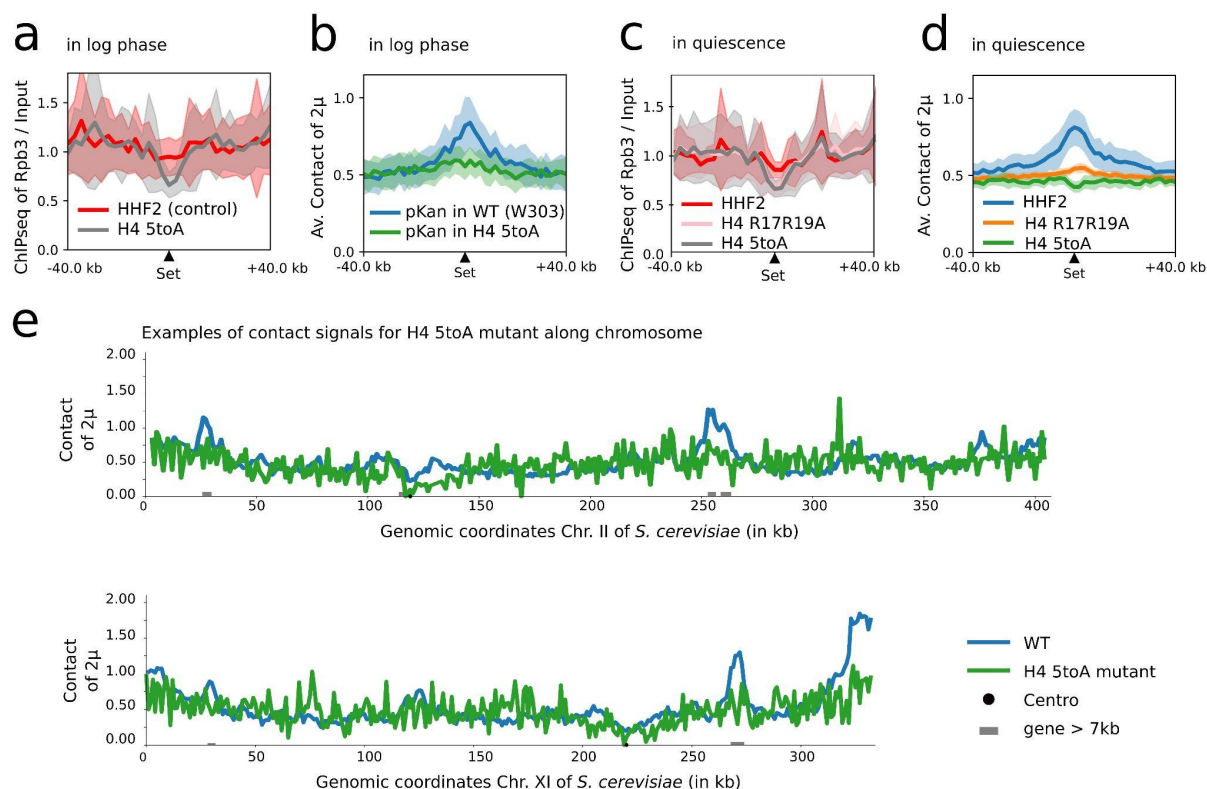 a
in log phase
ChIPseq of Rpb3 / Input
1.5
1.0
0.5
0.0
HHF2 (control)
H4 5toA
-40.0 kb
Set
+40.0 kb
b
in log phase
Av. Contact of 2μ
1.0
0.5
0.0
pKan in WT (W303)
pKan in H4 5toA
-40.0 kb
Set
+40.0 kb
c
in quiescence
ChIPseq of Rpb3 / Input
1.5
1.0
0.5
0.0
HHF2
H4 R17R19A
H4 5toA
-40.0 kb
Set
+40.0 kb
d
in quiescence
Av. Contact of 2μ
1.0
0.5
0.0
HHF2
H4 R17R19A
H4 5toA
-40.0 kb
Set
+40.0 kb
e
Examples of contact signals for H4 5toA mutant along chromosome
Contact
of 2μ
2.00
1.50
1.00
0.50
0.00
0 50 100 150 200 250 300 350 400
Genomic coordinates Chr. II of S. cerevisiae (in kb)
Contact
of 2μ
2.00
1.50
1.00
0.50
0.00
0 50 100 150 200 250 300
Genomic coordinates Chr. XI of S. cerevisiae (in kb)
WT
H4 5toA mutant
Centro
gene > 7kb